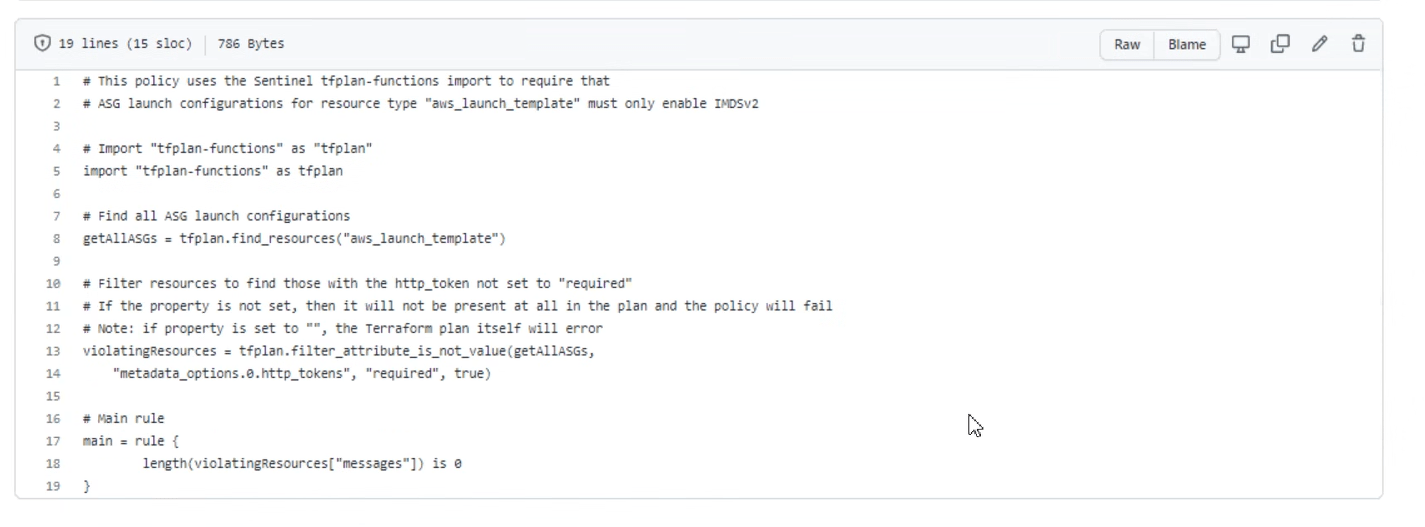 19 lines (15 sloc) 786 Bytes Raw Blame
1 # This policy uses the Sentinel tfplan-functions import to require that
2 # ASG launch configurations for resource type "aws_launch_template" must only enable IMDSv2
3
4 # Import "tfplan-functions" as "tfplan"
5 import "tfplan-functions" as tfplan
6
7 # Find all ASG launch configurations
8 getAllASGs = tfplan.find_resources("aws_launch_template")
9
10 # Filter resources to find those with the http_token not set to "required"
11 # If the property is not set, then it will not be present at all in the plan and the policy will fail
12 # Note: if property is set to "", the Terraform plan itself will error
13 violatingResources = tfplan.filter_attribute_is_not_value(getAllASGs,
14 "metadata_options.0.http_tokens", "required", true)
15
16 # Main rule
17 main = rule {
18 length(violatingResources["messages"]) is 0
19 }